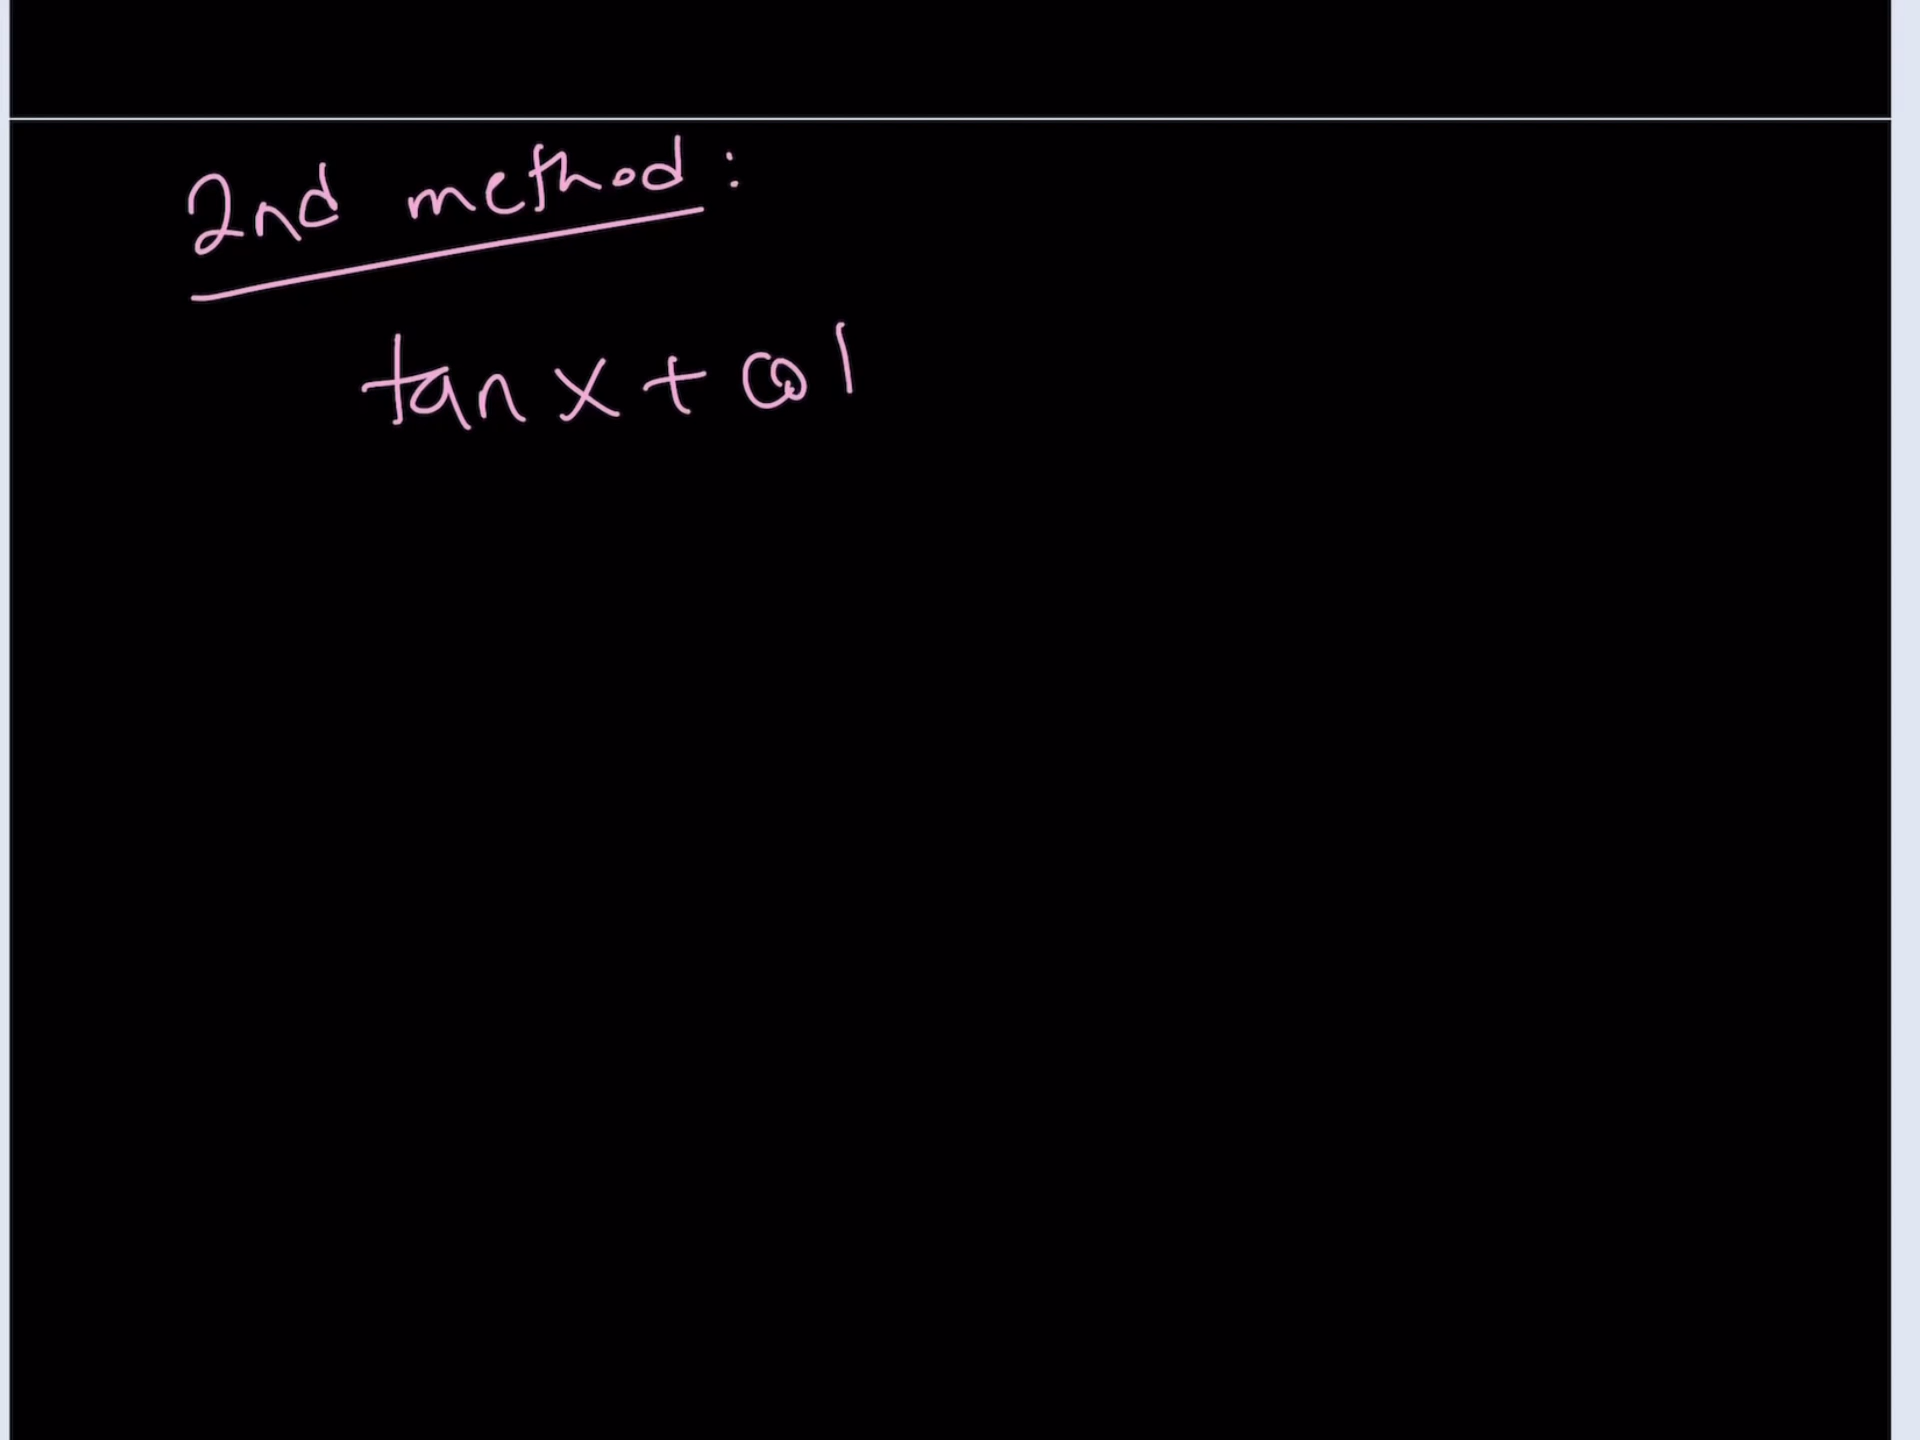 2nd method:
tan x + co